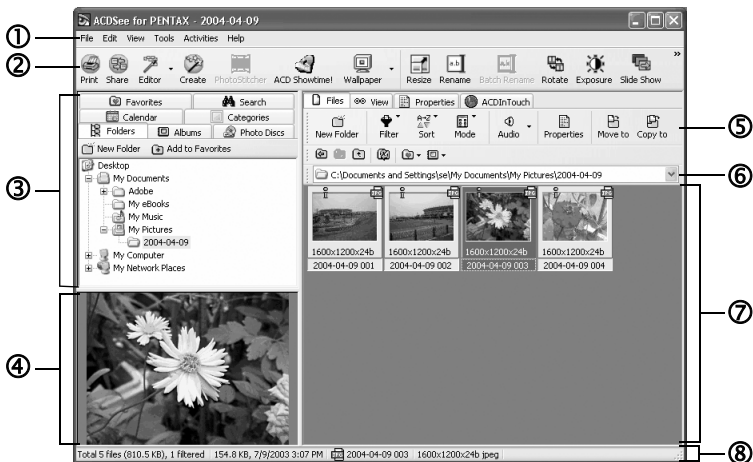 ACDSee for PENTAX - 2004-04-09
① File Edit View Tools Activities Help
② Print Share Editor Create PhotoStitcher ACD Showtime! Wallpaper Resize Rename Batch Rename Rotate Exposure Slide Show »
Favorites Search
Calendar Categories
Folders Albums Photo Discs
New Folder Add to Favorites
③
Desktop
My Documents
Adobe
My eBooks
My Music
My Pictures
2004-04-09
My Computer
My Network Places
④
Files View Properties ACDInTouch
New Folder Filter Sort Mode Audio Properties Move to Copy to
⑤
C:\Documents and Settings\se\My Documents\My Pictures\2004-04-09
⑥
JPG JPG JPG JPG
1600x1200x24b 1600x1200x24b 1600x1200x24b 1600x1200x24b
2004-04-09 001 2004-04-09 002 2004-04-09 003 2004-04-09 004
⑦
Total 5 files (810.5 KB), 1 filtered 154.8 KB, 7/9/2003 3:07 PM 2004-04-09 003 1600x1200x24b jpeg
⑧